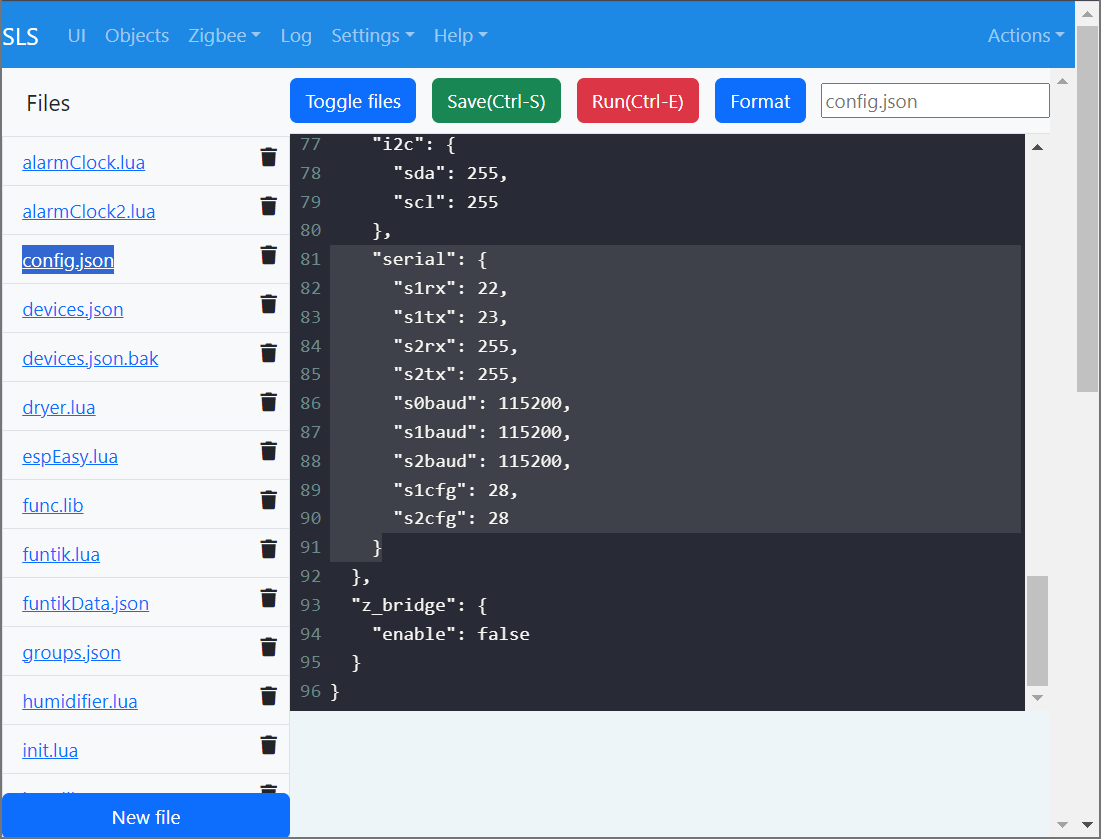 SLS UI Objects Zigbee Log Settings Help Actions
Files
Toggle files Save(Ctrl-S) Run(Ctrl-E) Format config.json
alarmClock.lua
alarmClock2.lua
config.json
devices.json
devices.json.bak
dryer.lua
espEasy.lua
func.lib
funtik.lua
funtikData.json
groups.json
humidifier.lua
init.lua
New file
77 "i2c": {
78 "sda": 255,
79 "scl": 255
80 },
81 "serial": {
82 "s1rx": 22,
83 "s1tx": 23,
84 "s2rx": 255,
85 "s2tx": 255,
86 "s0baud": 115200,
87 "s1baud": 115200,
88 "s2baud": 115200,
89 "s1cfg": 28,
90 "s2cfg": 28
91 }
92 },
93 "z_bridge": {
94 "enable": false
95 }
96 }